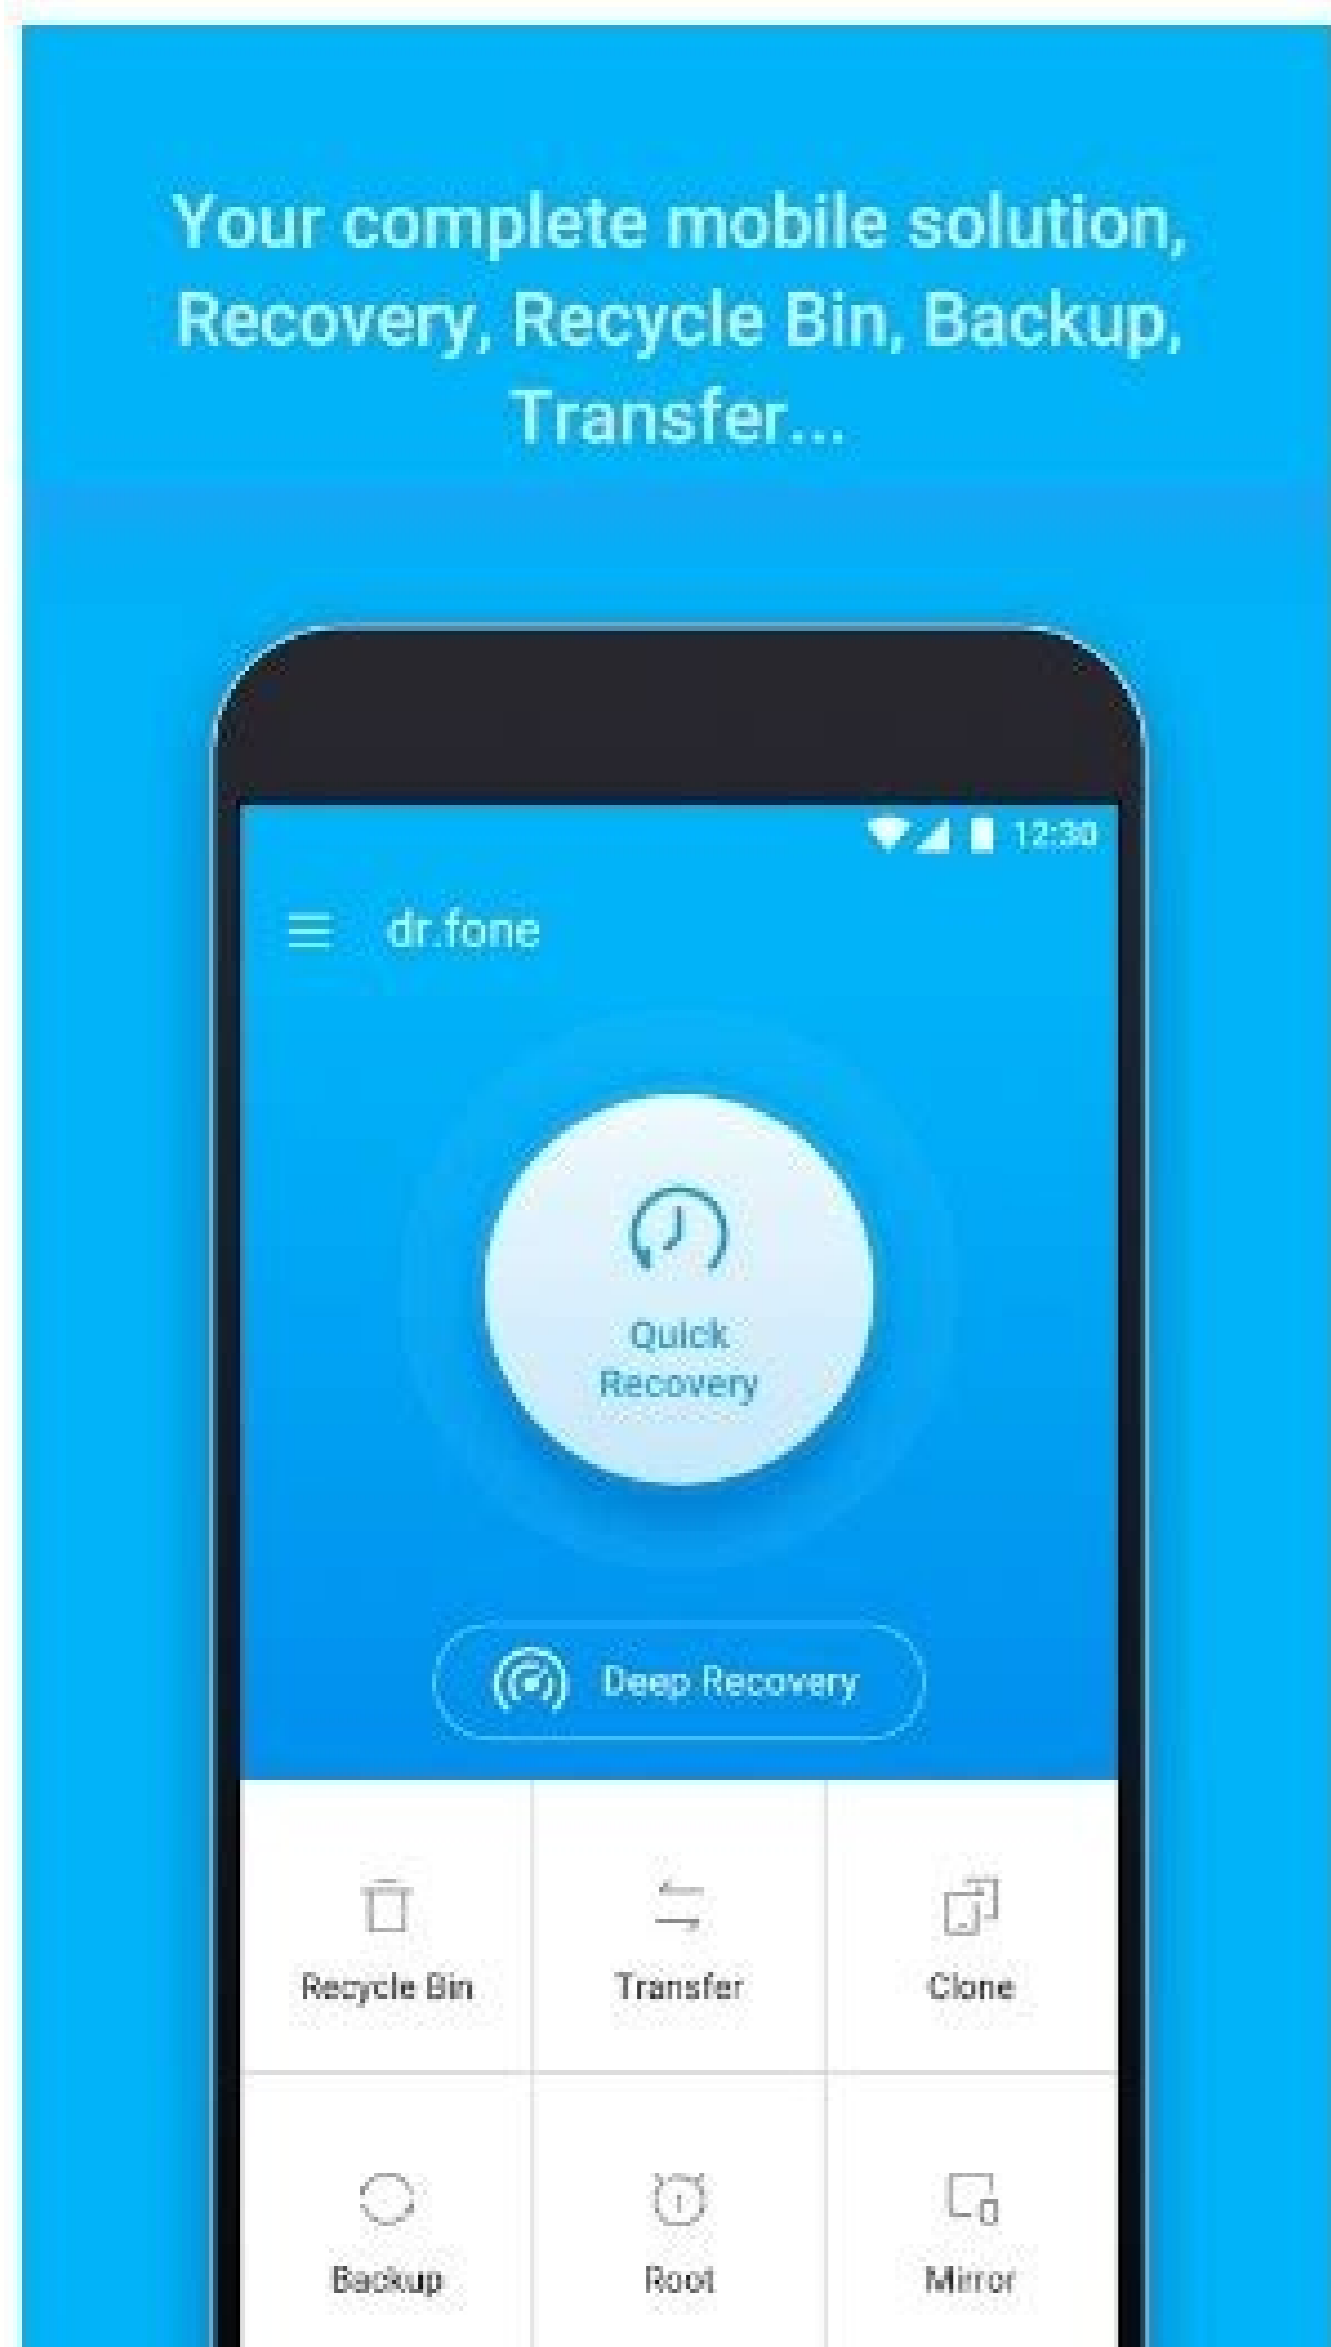 Your complete mobile solution,
Recovery, Recycle Bin, Backup,
Transfer...
12:30
dr.fone
Quick
Recovery
Deep Recovery
Recycle Bin
Transfer
Clone
Backup
Root
Mirror